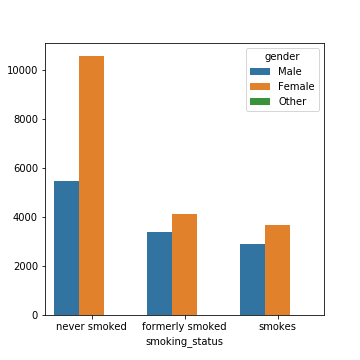 gender
Male
Female
Other
10000
8000
6000
4000
2000
0
never smoked
formerly smoked
smokes
smoking_status